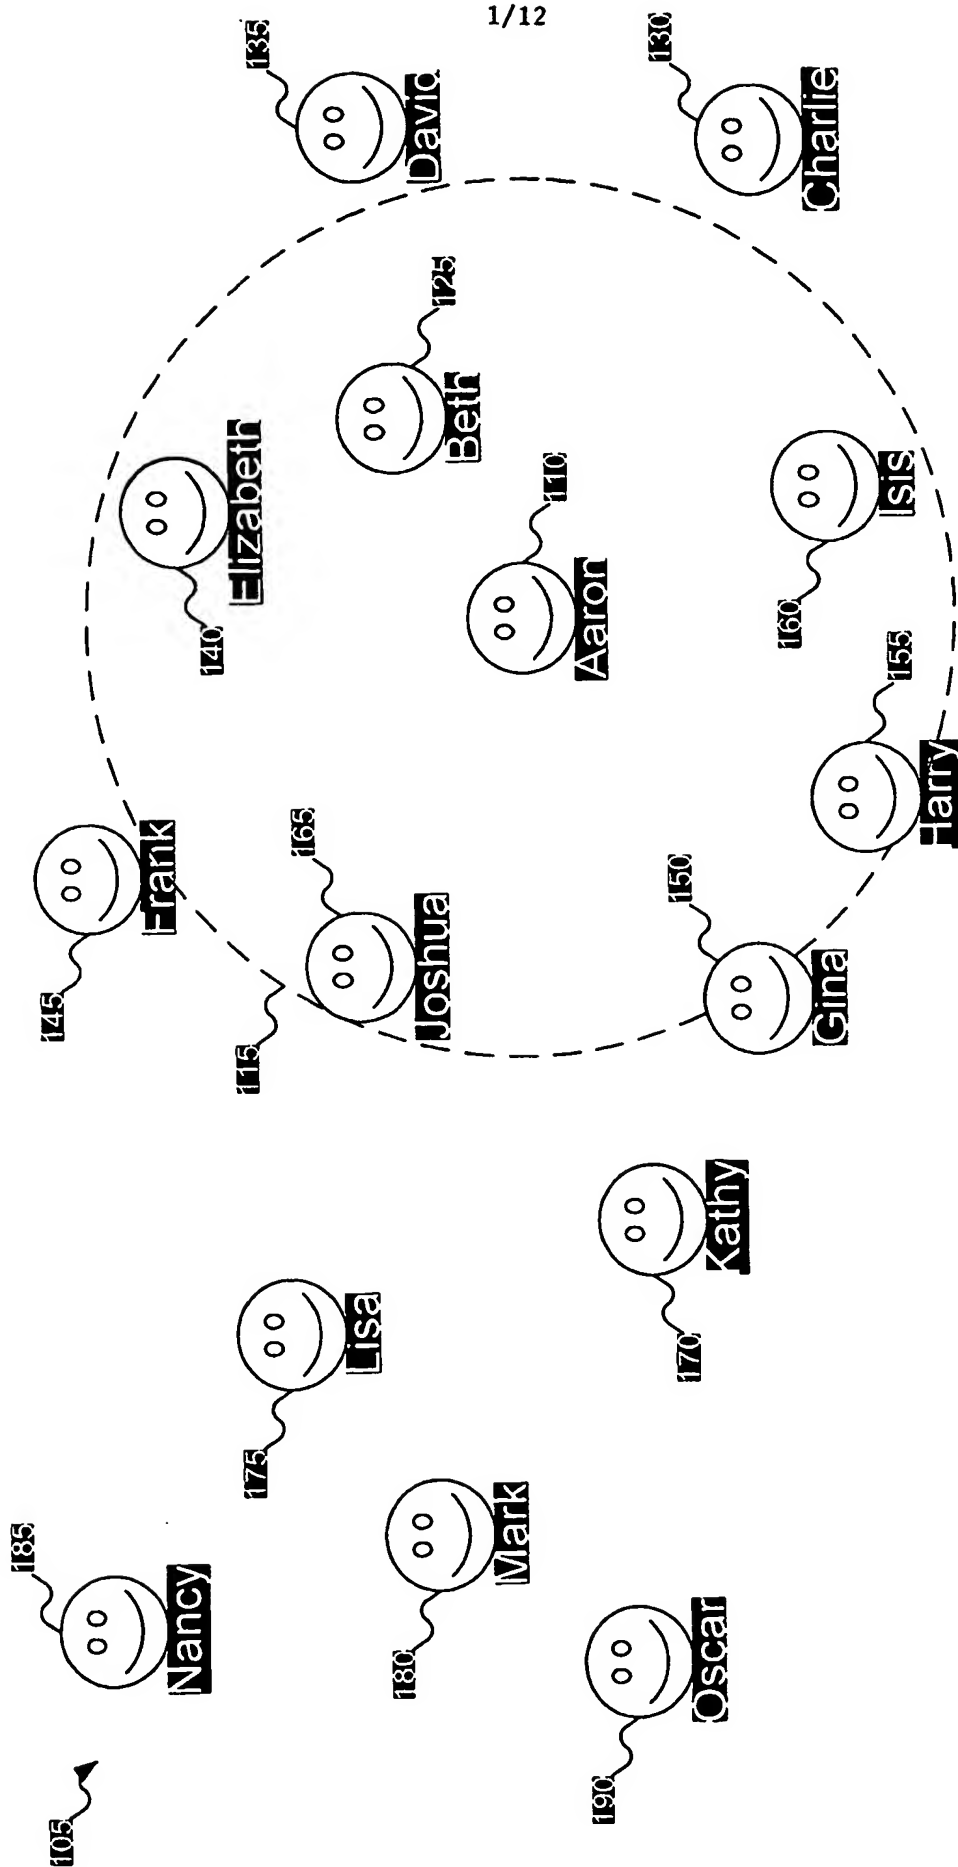 1/12
135
David
130
Charlie
125
Beth
140
Elizabeth
110
Aaron
160
Isis
155
Harry
145
Frank
165
Joshua
115
150
Gina
170
Kathy
175
Lisa
180
Mark
185
Nancy
190
Oscar
105